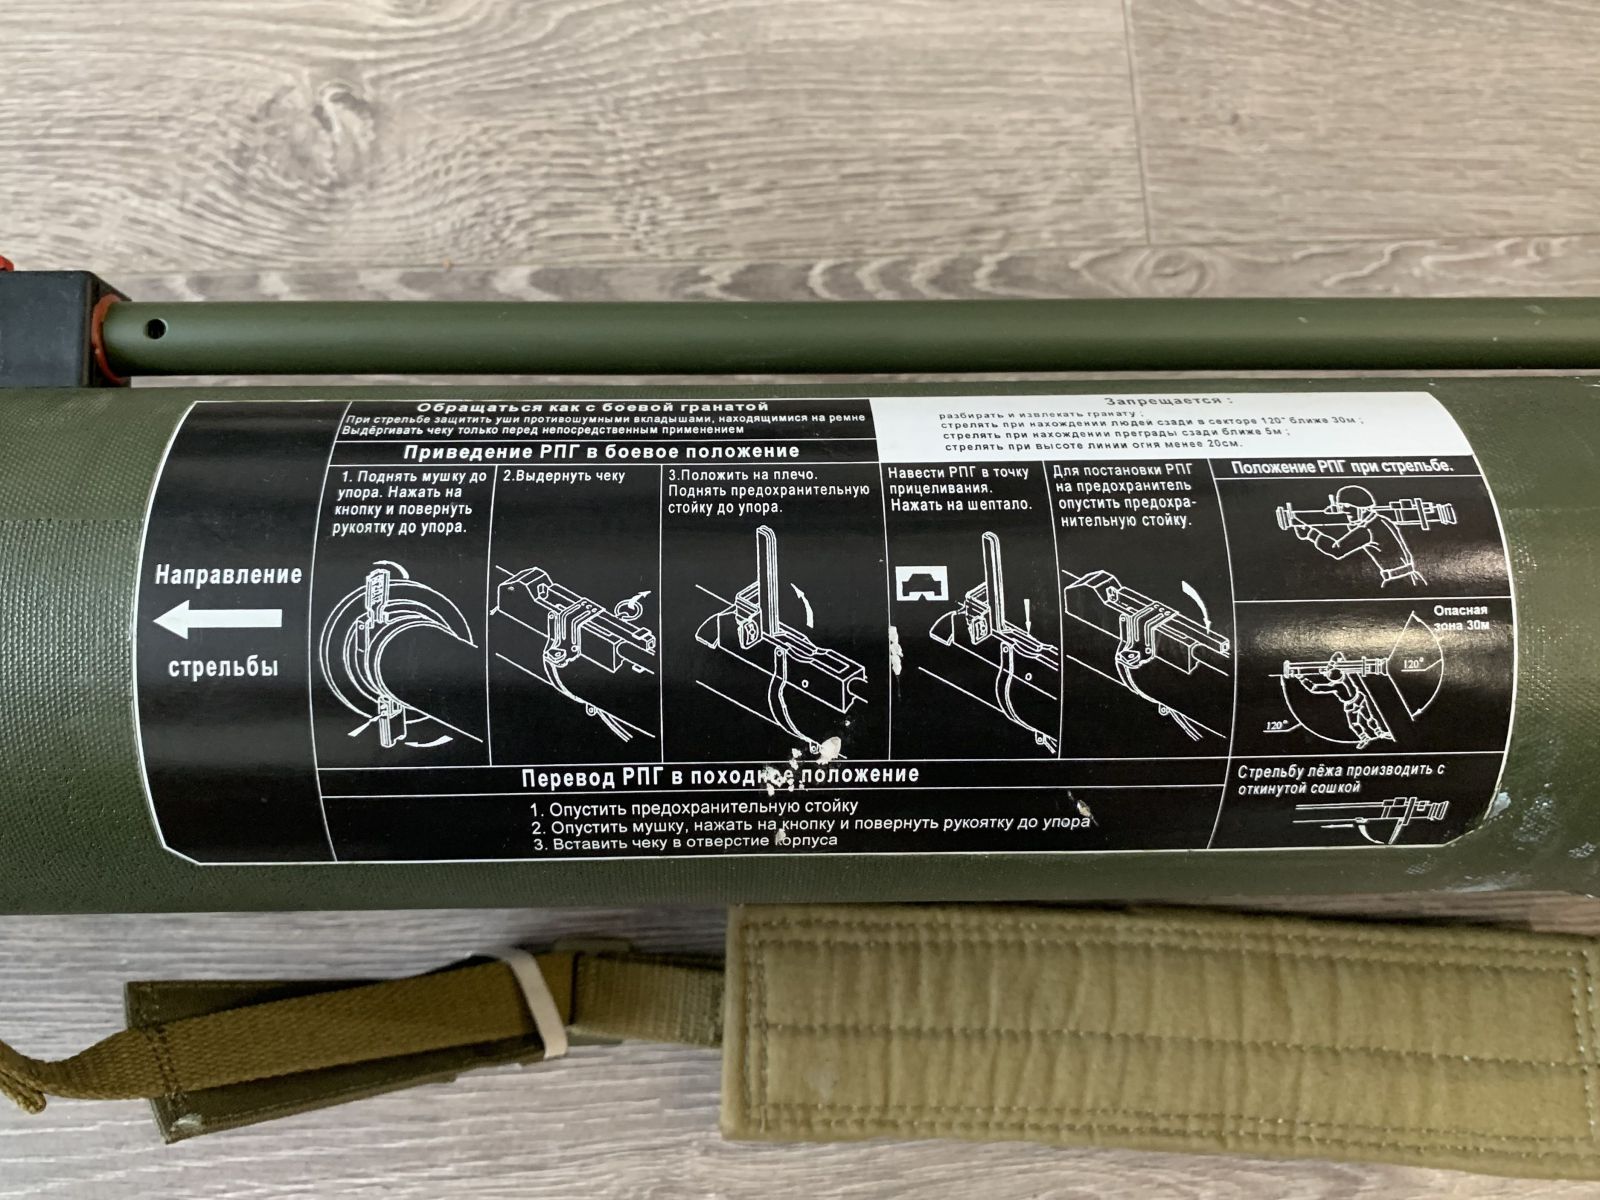 Обращаться как с боевой гранатой
При стрельбе защитить уши противошумными вкладышами, находящимися на ремне
Выдёргивать чеку только перед непосредственным применением
Запрещается :
разбирать и извлекать гранату ;
стрелять при нахождении людей сзади в секторе 120° ближе 30м ;
стрелять при нахождении преграды сзади ближе 5м ;
стрелять при высоте линии огня менее 20см.
Приведение РПГ в боевое положение
1. Поднять мушку до
упора. Нажать на
кнопку и повернуть
рукоятку до упора.
2.Выдернуть чеку
3.Положить на плечо.
Поднять предохранительную
стойку до упора.
Навести РПГ в точку
прицеливания.
Нажать на шептало.
Для постановки РПГ
на предохранитель
опустить предохра-
нительную стойку.
Положение РПГ при стрельбе.
Направление
стрельбы
Опасная
зона 30м
120°
120°
Перевод РПГ в походное положение
1. Опустить предохранительную стойку
2. Опустить мушку, нажать на кнопку и повернуть рукоятку до упора
3. Вставить чеку в отверстие корпуса
Стрельбу лёжа производить с
откинутой сошкой